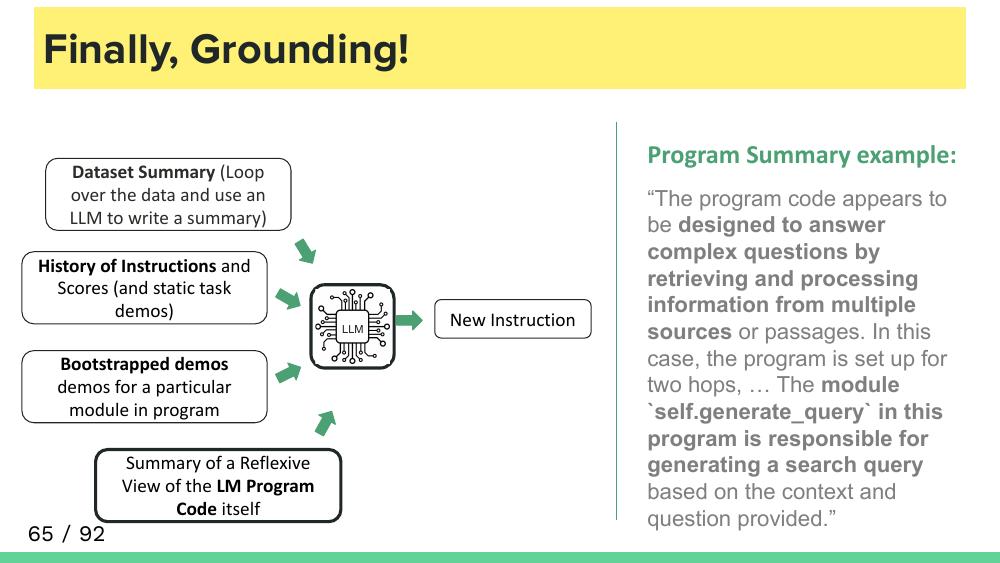 Finally, Grounding!
Dataset Summary (Loop
over the data and use an
LLM to write a summary)
History of Instructions and
Scores (and static task
demos)
Bootstrapped demos
demos for a particular
module in program
Summary of a Reflexive
View of the LM Program
Code itself
LLM
New Instruction
Program Summary example:
“The program code appears to
be designed to answer
complex questions by
retrieving and processing
information from multiple
sources or passages. In this
case, the program is set up for
two hops, … The module
`self.generate_query` in this
program is responsible for
generating a search query
based on the context and
question provided.”
65 / 92